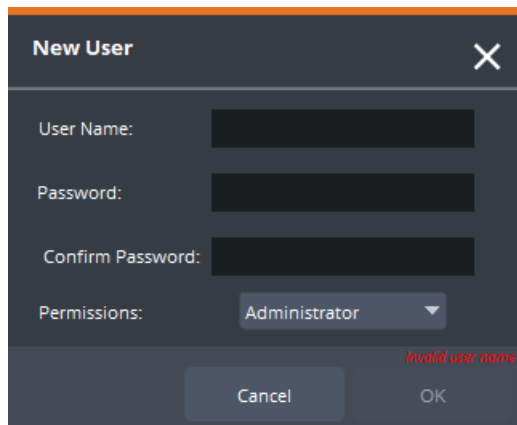 New User
User Name:
Password:
Confirm Password:
Permissions: Administrator
Invalid user name
Cancel OK